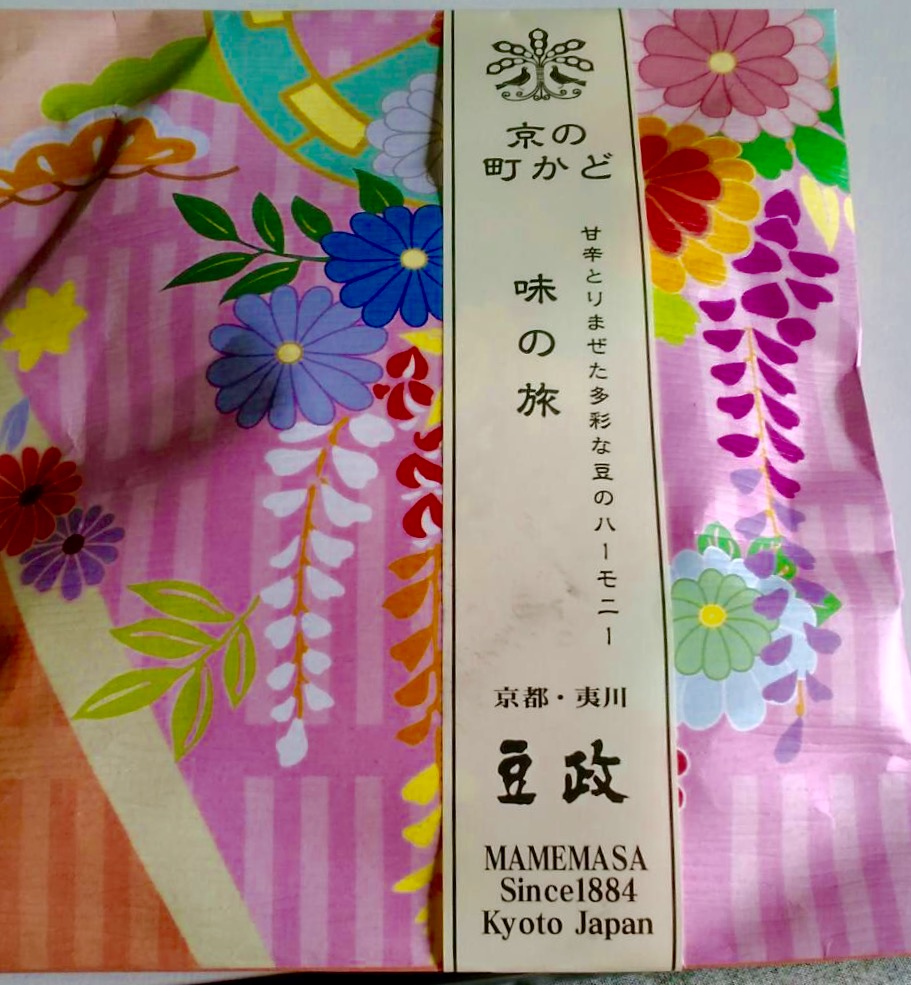 京の
町かど
甘辛とりまぜた多彩な豆のハーモニー
味の旅
京都・夷川
豆政
MAMEMASA
Since1884
Kyoto Japan